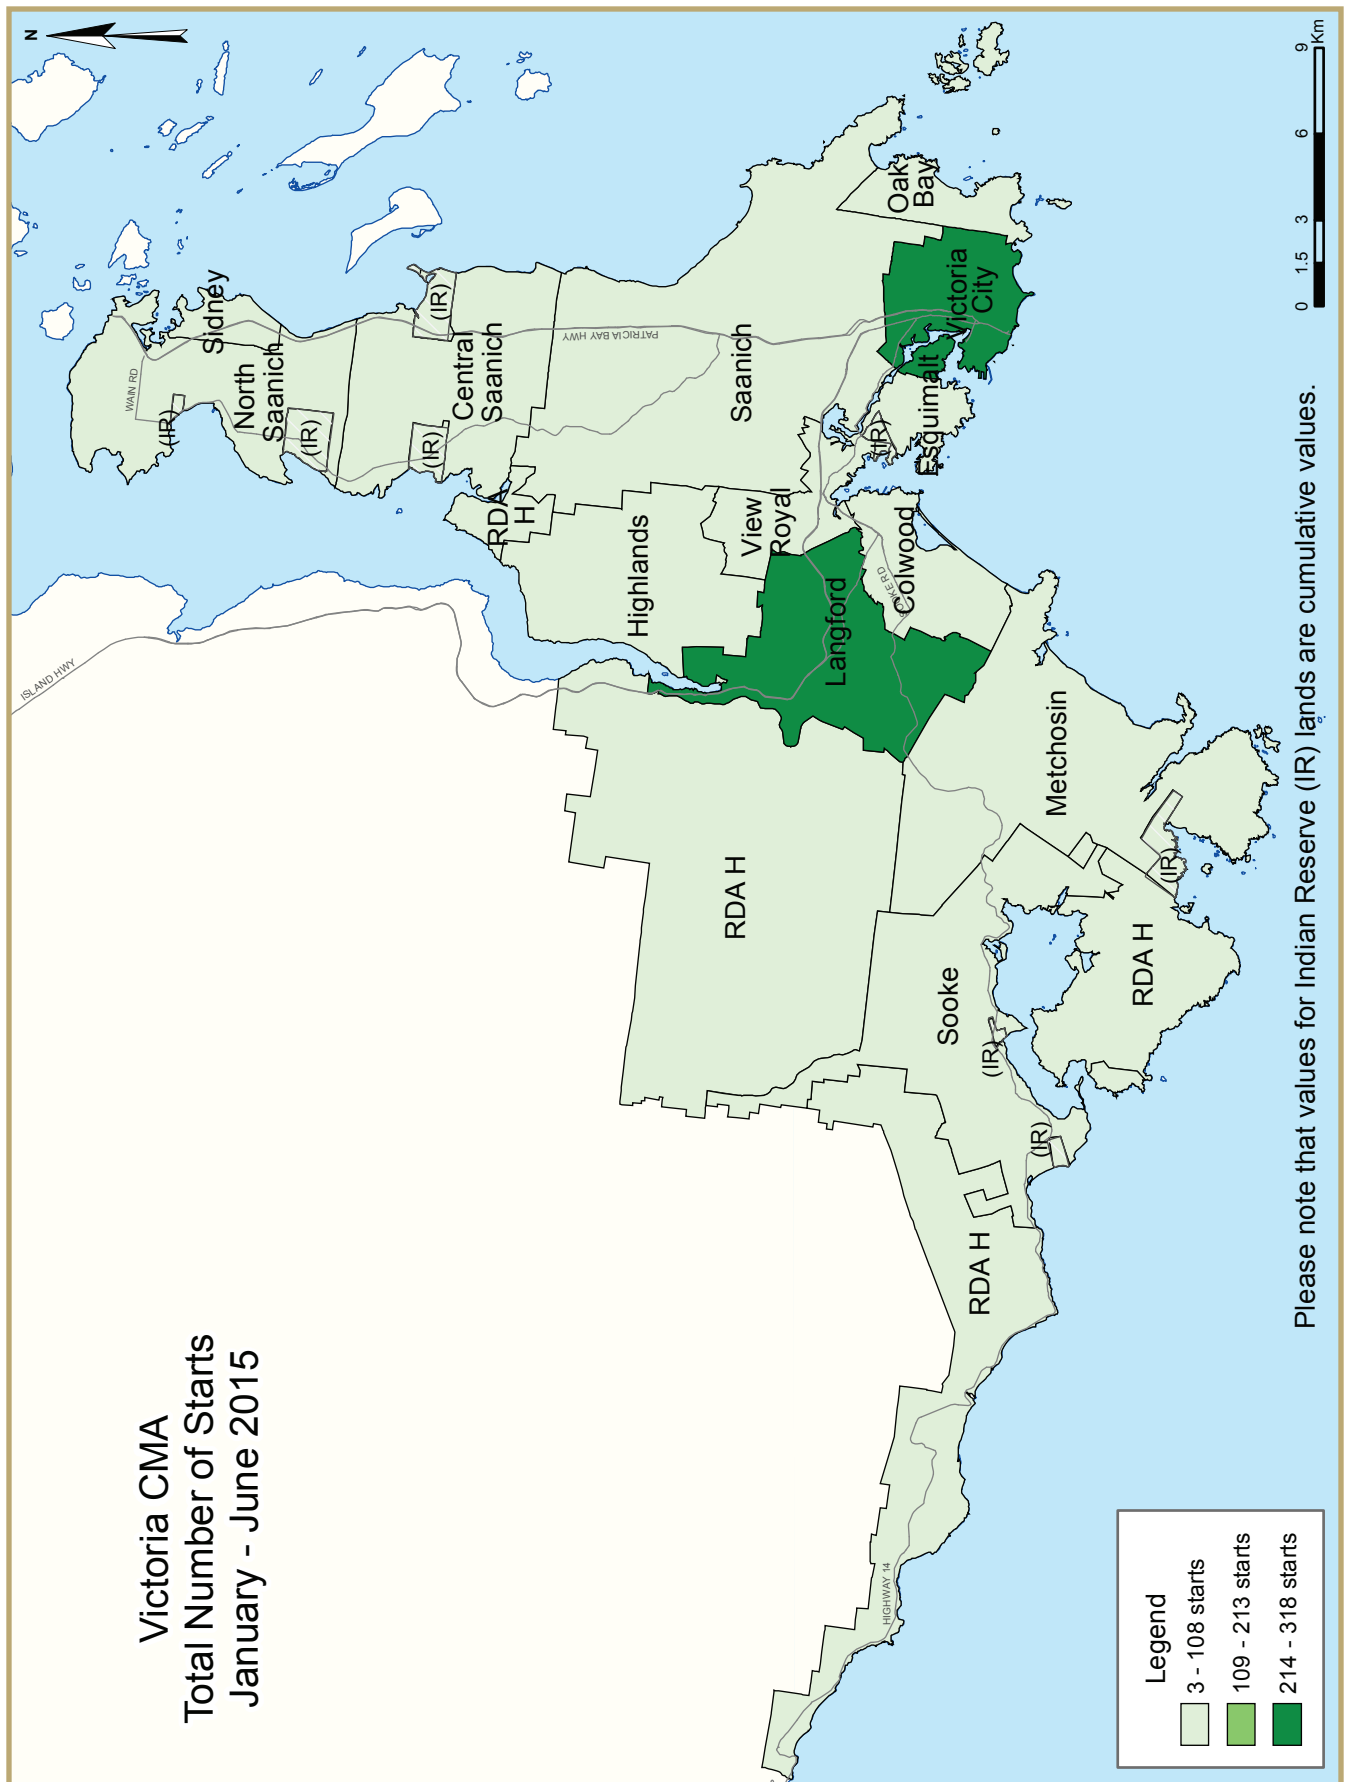 Victoria CMA
Total Number of Starts
January - June 2015
N
ISLAND HWY
WAIN RD
(IR)
Sidney
North
Saanich
(IR)
(IR)
Central
Saanich
(IR)
RDA
H
PATRICIA BAY HWY
Highlands
Saanich
View
Royal
Oak
Bay
Victoria
City
Esquimalt
(IR)
Langford
Colwood
RDA H
Metchosin
Sooke
(IR)
(IR)
(IR)
RDA H
RDA H
HIGHWAY 14
Legend
3 - 108 starts
109 - 213 starts
214 - 318 starts
Please note that values for Indian Reserve (IR) lands are cumulative values.
0 1.5 3 6 9
Km